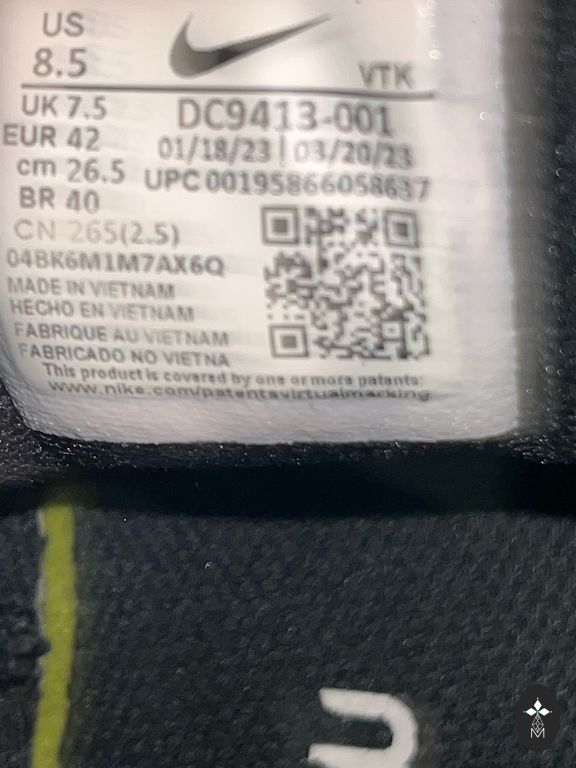 US
8.5
VTK
UK 7.5
DC9413-001
EUR 42
01/18/23 | 03/20/23
cm 26.5
UPC 00195866058637
BR 40
CN 265(2.5)
04BK6M1M7AX6Q
MADE IN VIETNAM
HECHO EN VIETNAM
FABRIQUE AU VIETNAM
FABRICADO NO VIETNA
This product is covered by one or more patents:
www.nike.com/patentsvirtualmarking